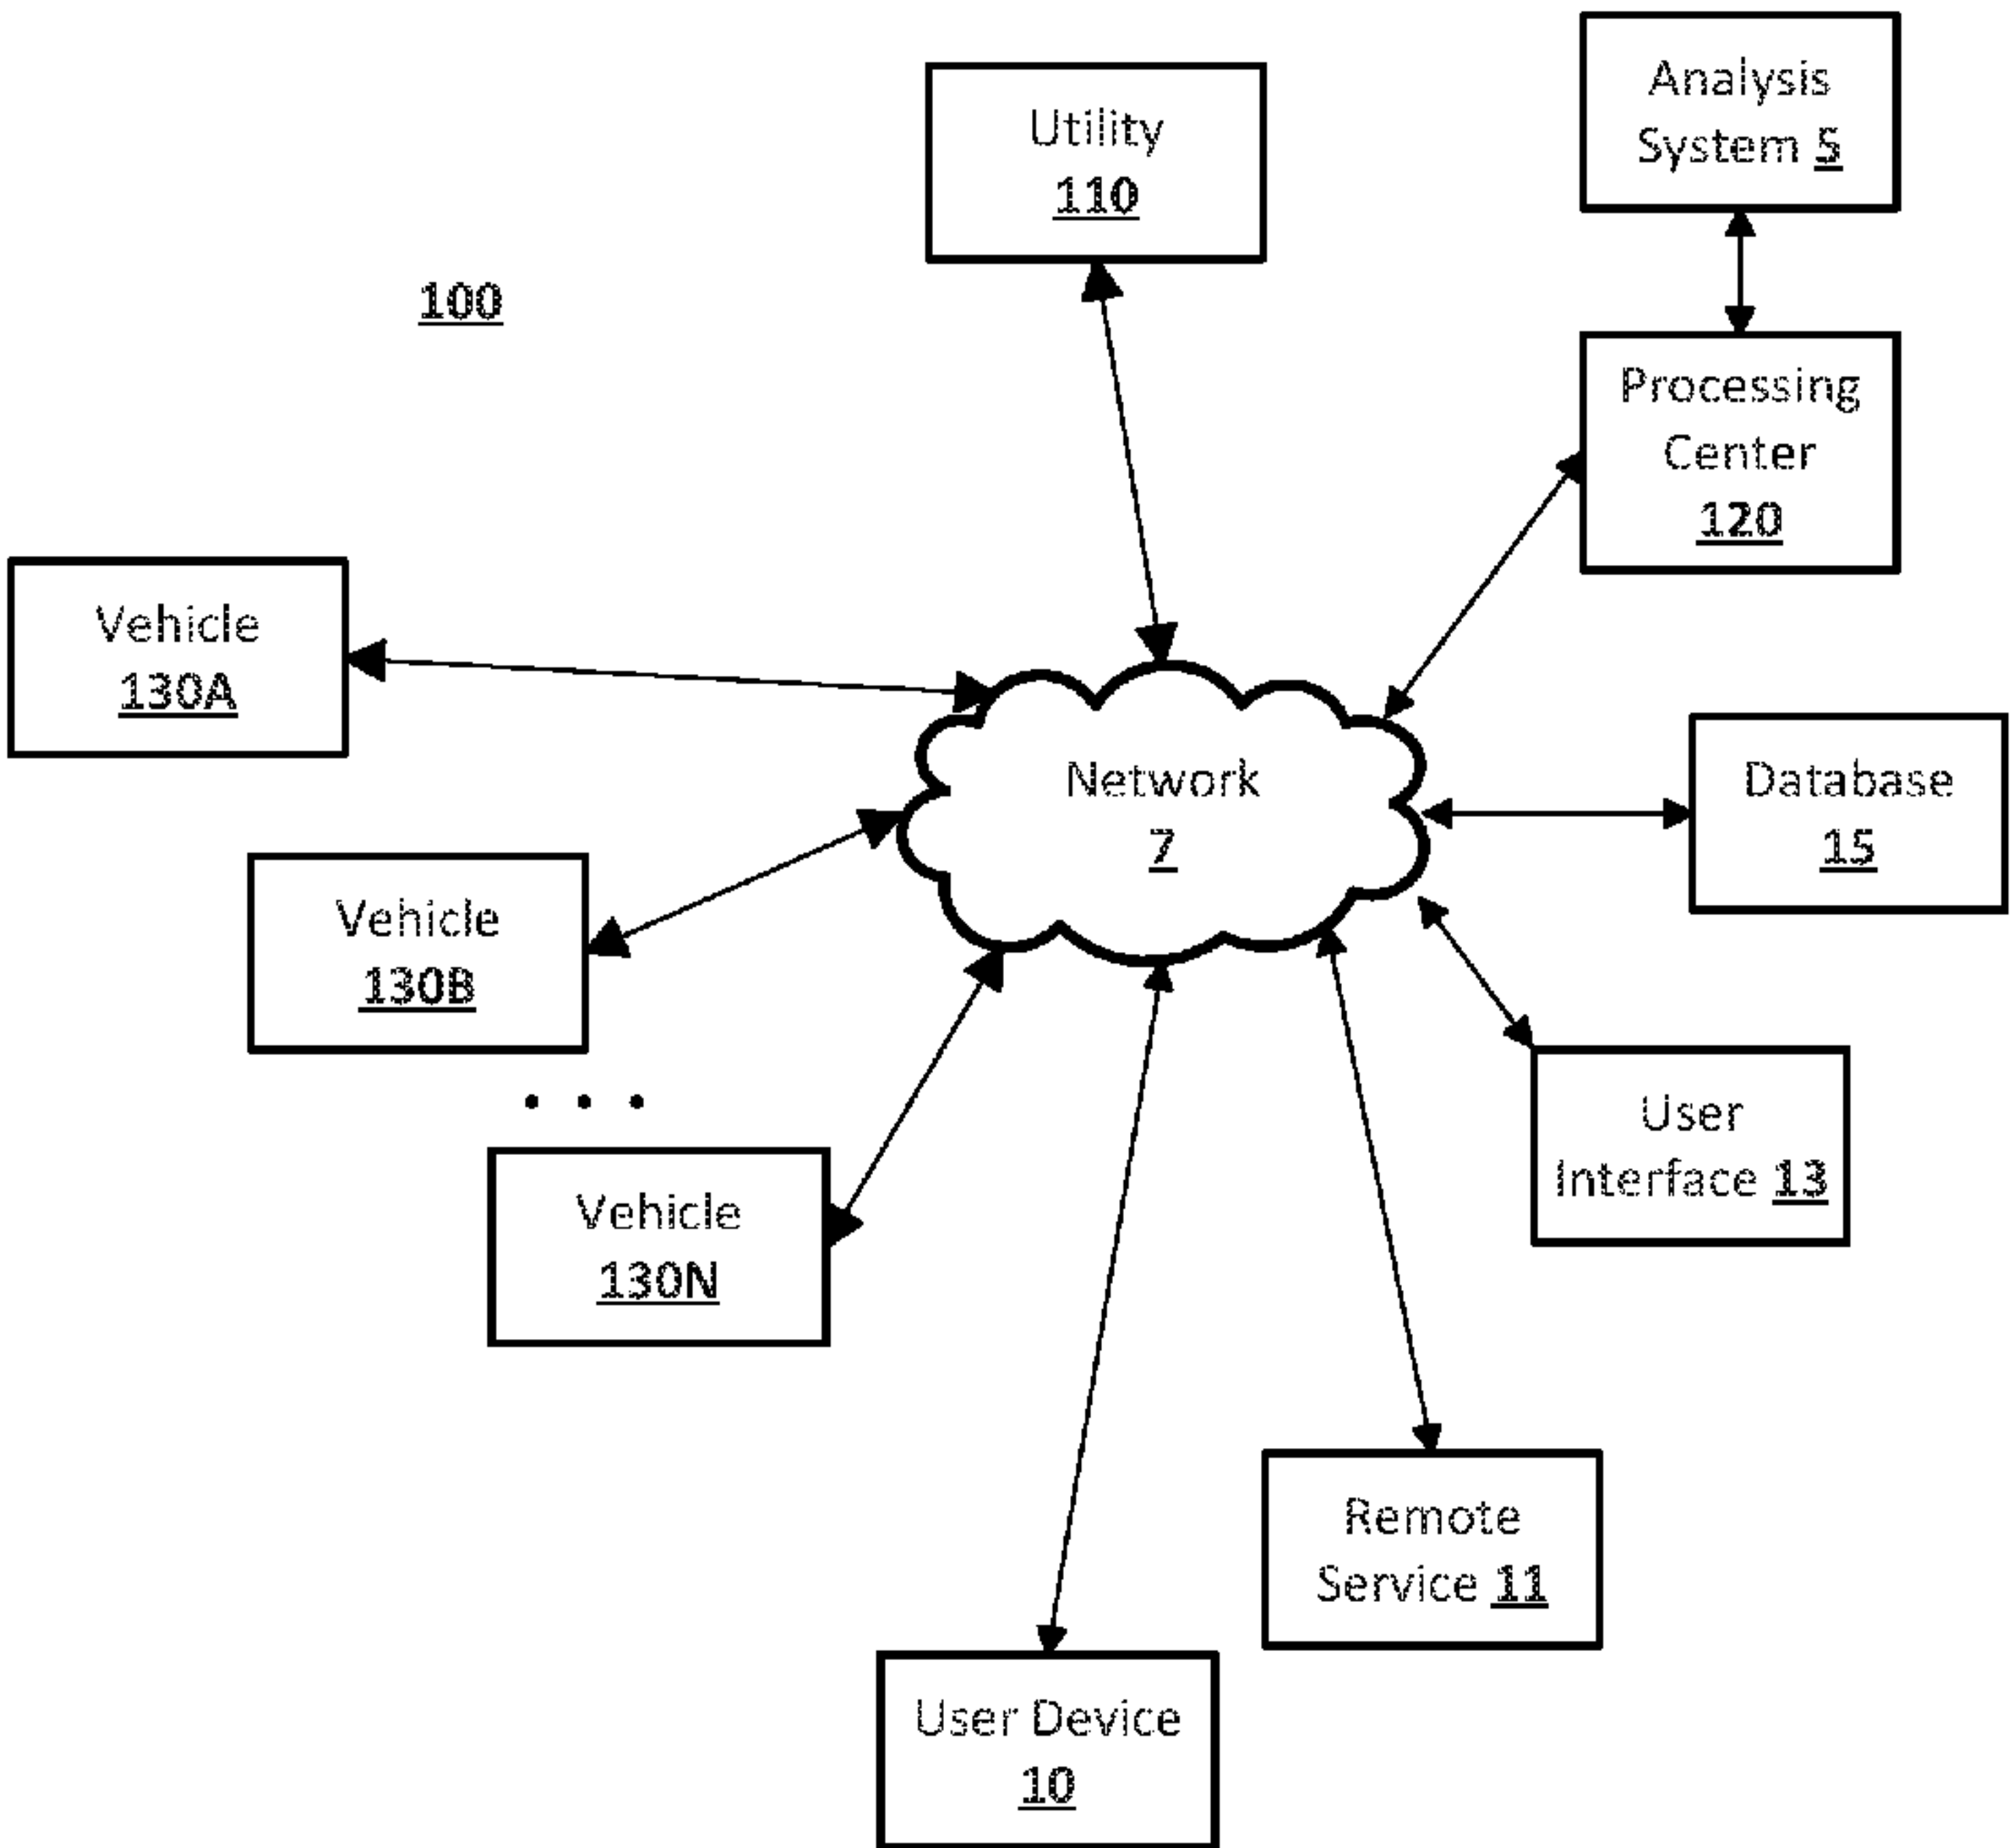 Analysis
System 5
Utility
110
100
Processing
Center
120
Vehicle
130A
Network
7
Database
15
Vehicle
130B
User
Interface 13
. . .
Vehicle
130N
Remote
Service 11
User Device
10